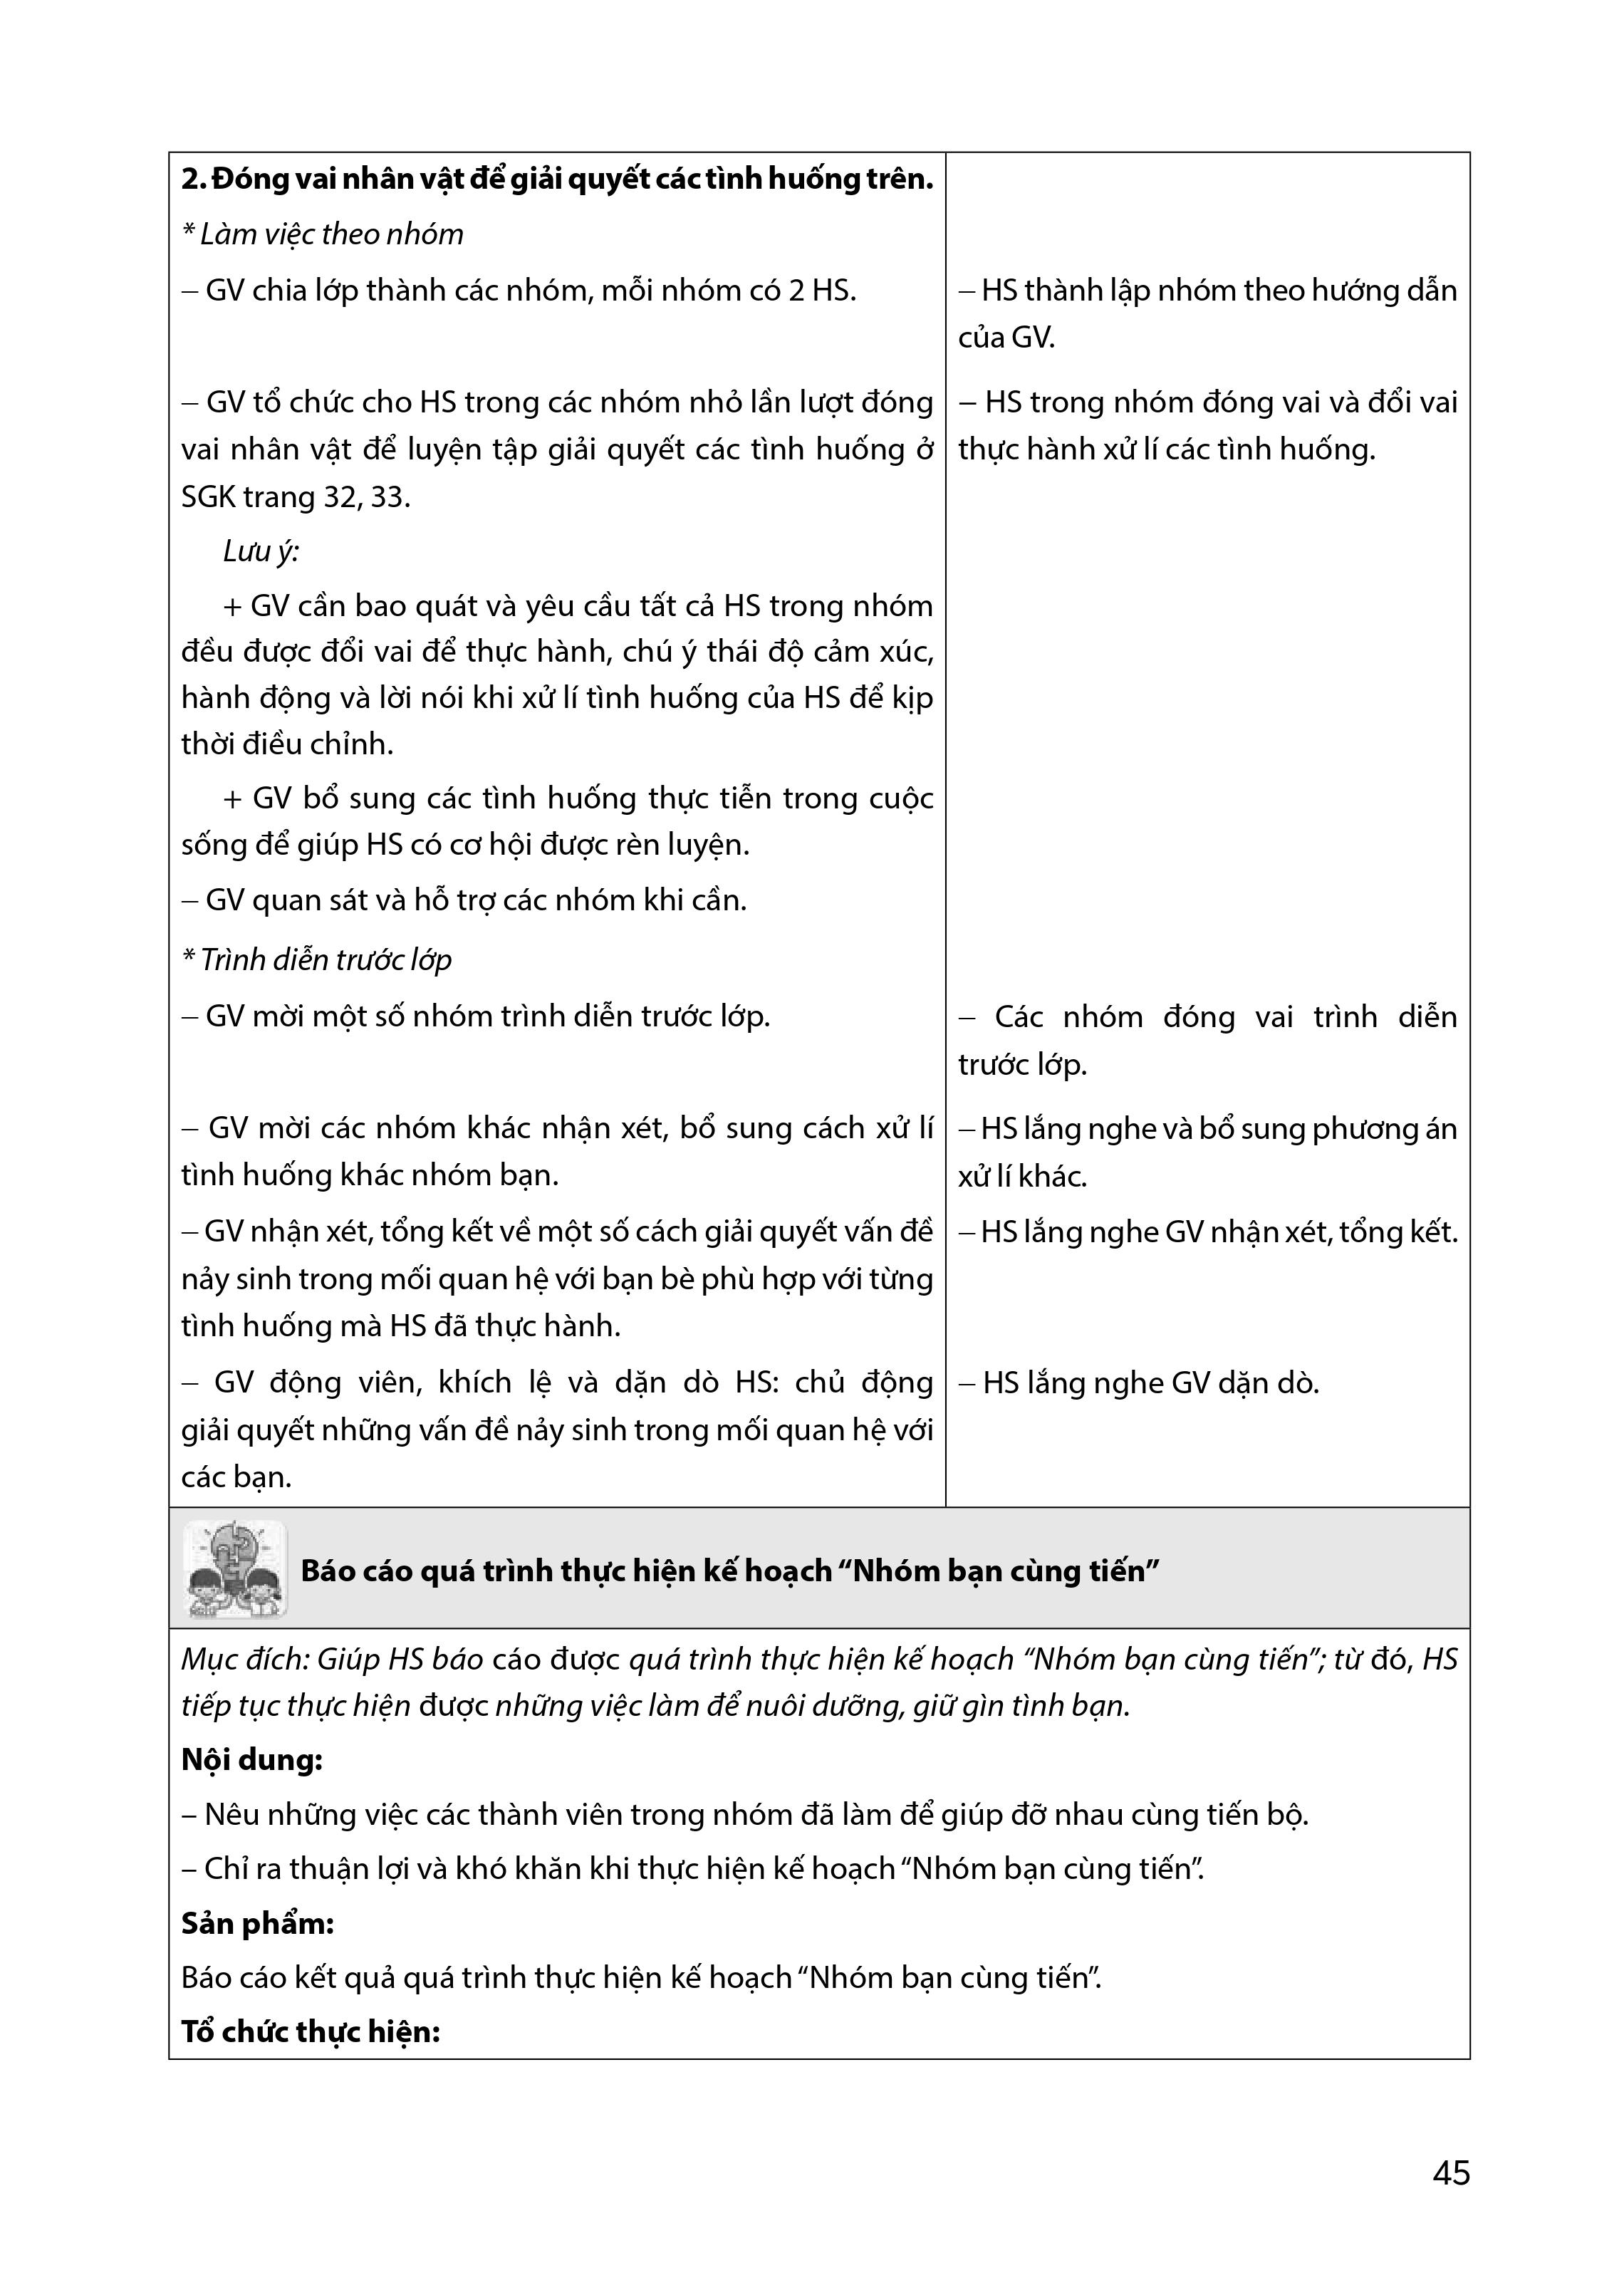 2. Đóng vai nhân vật để giải quyết các tình huống trên.
* Làm việc theo nhóm
– GV chia lớp thành các nhóm, mỗi nhóm có 2 HS.
– HS thành lập nhóm theo hướng dẫn
của GV.
– GV tổ chức cho HS trong các nhóm nhỏ lần lượt đóng
vai nhân vật để luyện tập giải quyết các tình huống ở
SGK trang 32, 33.
– HS trong nhóm đóng vai và đổi vai
thực hành xử lí các tình huống.
Lưu ý:
+ GV cần bao quát và yêu cầu tất cả HS trong nhóm
đều được đổi vai để thực hành, chú ý thái độ cảm xúc,
hành động và lời nói khi xử lí tình huống của HS để kịp
thời điều chỉnh.
+ GV bổ sung các tình huống thực tiễn trong cuộc
sống để giúp HS có cơ hội được rèn luyện.
– GV quan sát và hỗ trợ các nhóm khi cần.
* Trình diễn trước lớp
– GV mời một số nhóm trình diễn trước lớp.
– Các nhóm đóng vai trình diễn
trước lớp.
– GV mời các nhóm khác nhận xét, bổ sung cách xử lí
tình huống khác nhóm bạn.
– HS lắng nghe và bổ sung phương án
xử lí khác.
– GV nhận xét, tổng kết về một số cách giải quyết vấn đề
nảy sinh trong mối quan hệ với bạn bè phù hợp với từng
tình huống mà HS đã thực hành.
– HS lắng nghe GV nhận xét, tổng kết.
– GV động viên, khích lệ và dặn dò HS: chủ động
giải quyết những vấn đề nảy sinh trong mối quan hệ với
các bạn.
– HS lắng nghe GV dặn dò.
Báo cáo quá trình thực hiện kế hoạch “Nhóm bạn cùng tiến”
Mục đích: Giúp HS báo cáo được quá trình thực hiện kế hoạch “Nhóm bạn cùng tiến”; từ đó, HS
tiếp tục thực hiện được những việc làm để nuôi dưỡng, giữ gìn tình bạn.
Nội dung:
– Nêu những việc các thành viên trong nhóm đã làm để giúp đỡ nhau cùng tiến bộ.
– Chỉ ra thuận lợi và khó khăn khi thực hiện kế hoạch “Nhóm bạn cùng tiến”.
Sản phẩm:
Báo cáo kết quả quá trình thực hiện kế hoạch “Nhóm bạn cùng tiến”.
Tổ chức thực hiện:
45